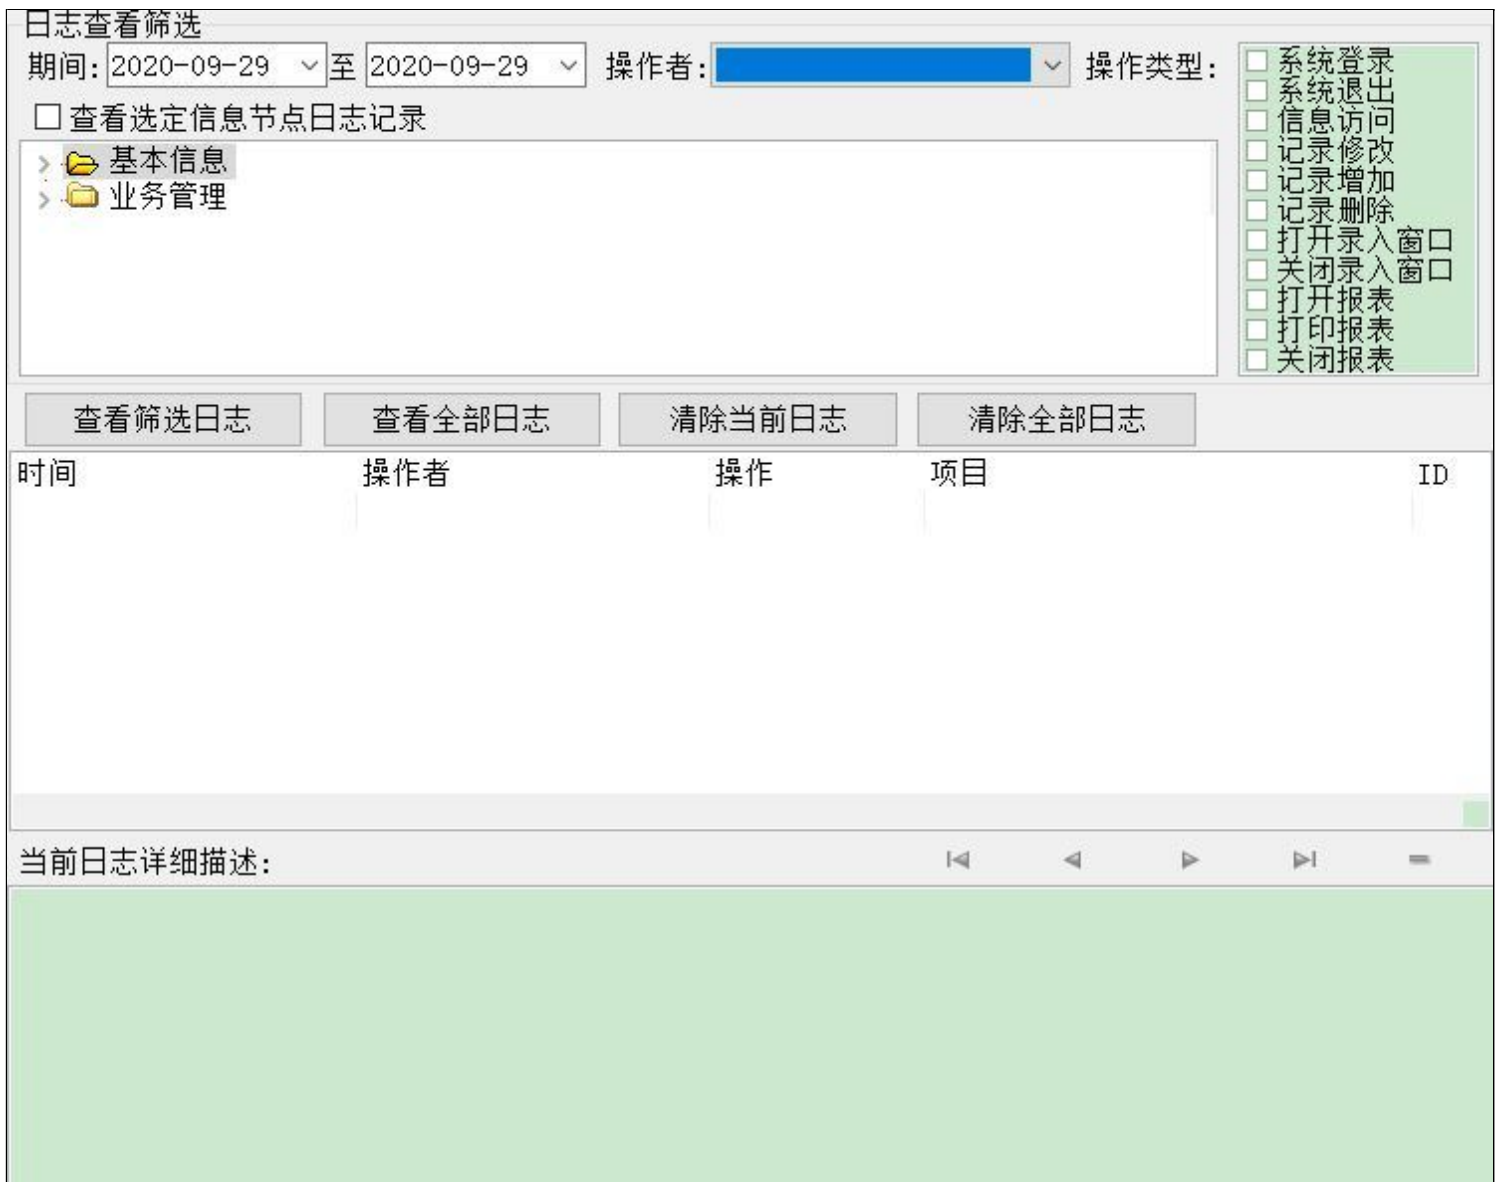 日志查看筛选
期间: 2020-09-29 至 2020-09-29 操作者: 操作类型:
系统登录
系统退出
信息访问
记录修改
记录增加
记录删除
打开录入窗口
关闭录入窗口
打开报表
打印报表
关闭报表
查看选定信息节点日志记录
基本信息
业务管理
查看筛选日志 查看全部日志 清除当前日志 清除全部日志
时间 操作者 操作 项目 ID
当前日志详细描述: